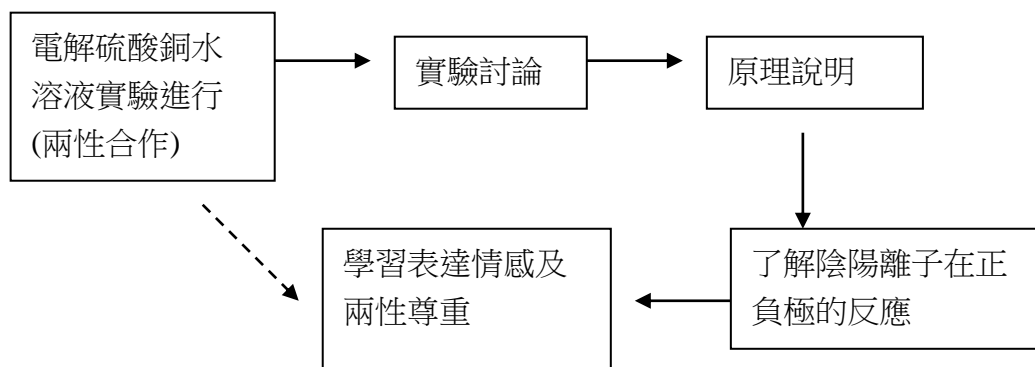 電解硫酸銅水
溶液實驗進行
(兩性合作)
實驗討論
原理說明
了解陰陽離子在正
負極的反應
學習表達情感及
兩性尊重